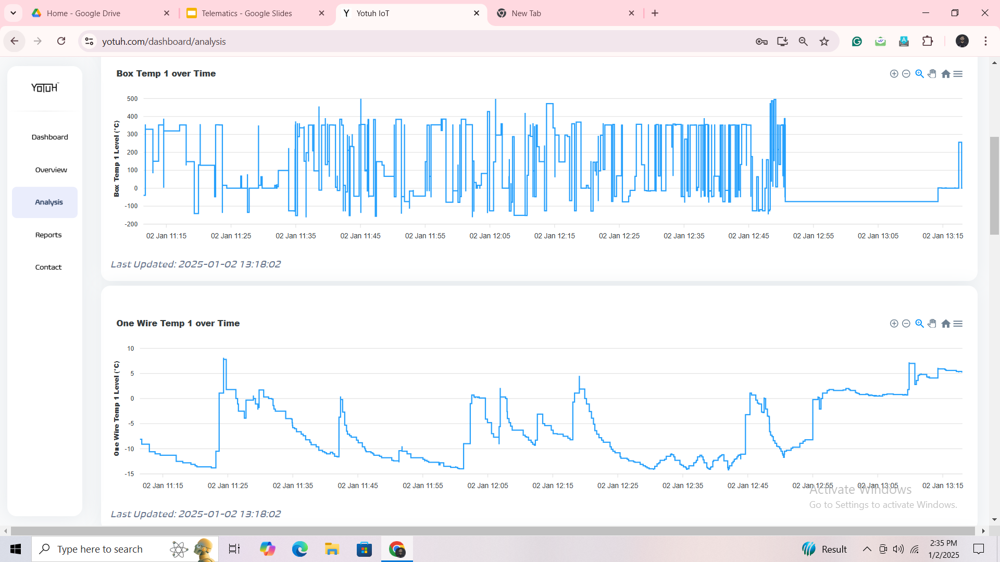 Home - Google Drive
Telematics - Google Slides
Yotuh IoT
New Tab
yotuh.com/dashboard/analysis
YOTUH
Dashboard
Overview
Analysis
Reports
Contact
Box Temp 1 over Time
Box Temp 1 Level (°C)
500
400
300
200
100
0
-100
-200
02 Jan 11:15
02 Jan 11:25
02 Jan 11:35
02 Jan 11:45
02 Jan 11:55
02 Jan 12:05
02 Jan 12:15
02 Jan 12:25
02 Jan 12:35
02 Jan 12:45
02 Jan 12:55
02 Jan 13:05
02 Jan 13:15
Last Updated: 2025-01-02 13:18:02
One Wire Temp 1 over Time
One Wire Temp 1 Level (°C)
10
5
0
-5
-10
-15
02 Jan 11:15
02 Jan 11:25
02 Jan 11:35
02 Jan 11:45
02 Jan 11:55
02 Jan 12:05
02 Jan 12:15
02 Jan 12:25
02 Jan 12:35
02 Jan 12:45
02 Jan 12:55
02 Jan 13:05
02 Jan 13:15
Last Updated: 2025-01-02 13:18:02
Activate Windows
Go to Settings to activate Windows.
Type here to search
Result
2:35 PM
1/2/2025